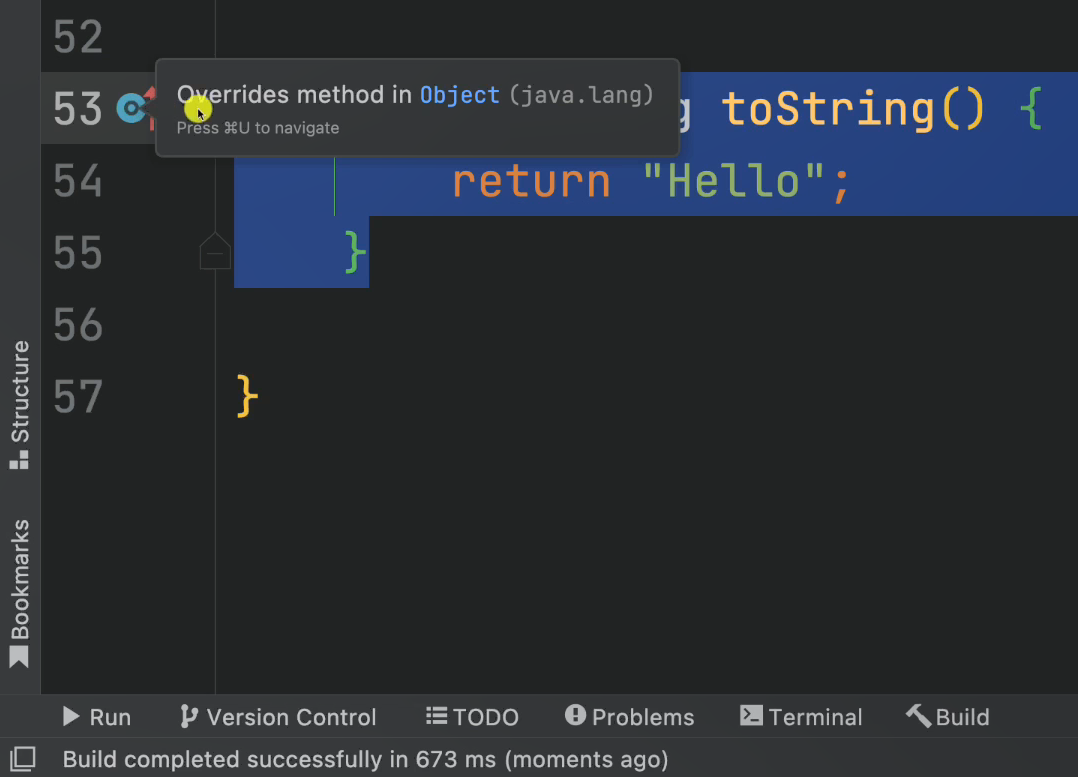 52
Overrides method in Object (java.lang)
Press ⌘U to navigate
53 g toString() {
54 return "Hello";
55 }
56
57 }
Structure
Bookmarks
Run Version Control TODO Problems Terminal Build
Build completed successfully in 673 ms (moments ago)